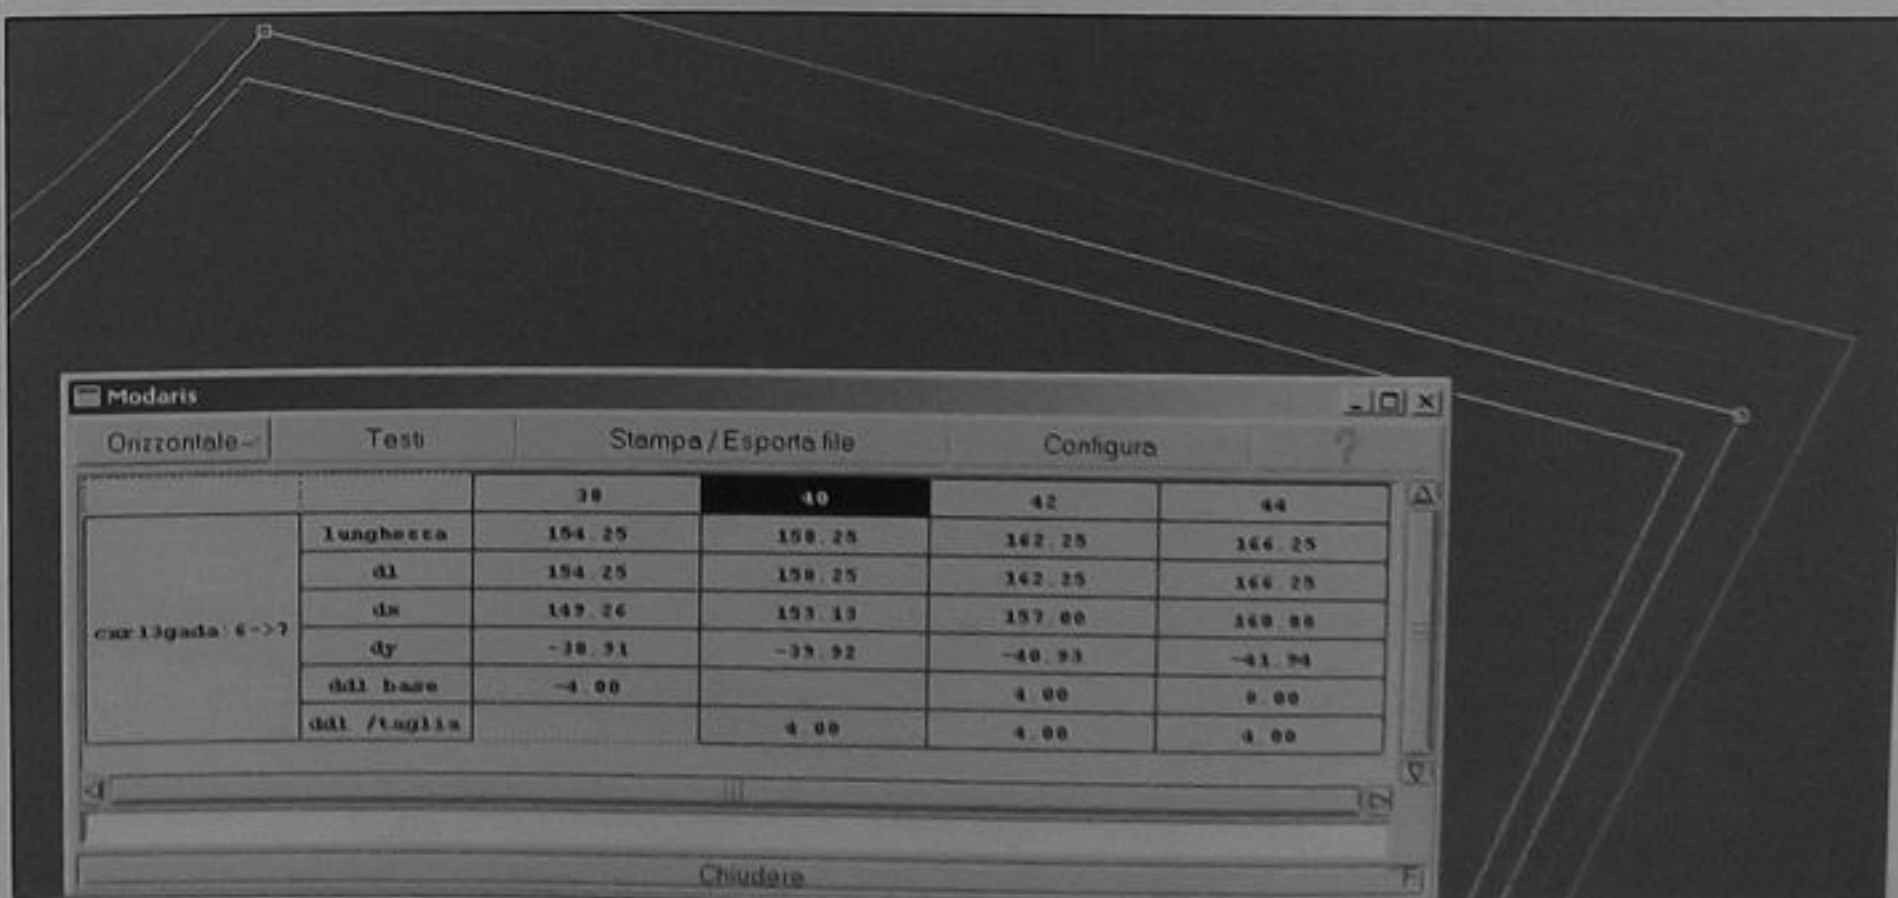 Modaris
Orizzontale Testi Stampa / Esporta file Configura ?
38 40 42 44
lunghezza 154.25 158.25 162.25 166.25
dl 154.25 158.25 162.25 166.25
dx 149.26 153.13 157.00
dy -38.91 -39.92 -40.93 -41.94
ddl base -4.00 4.00 8.00
ddl /taglia 4.00 4.00 4.00
Chiudere